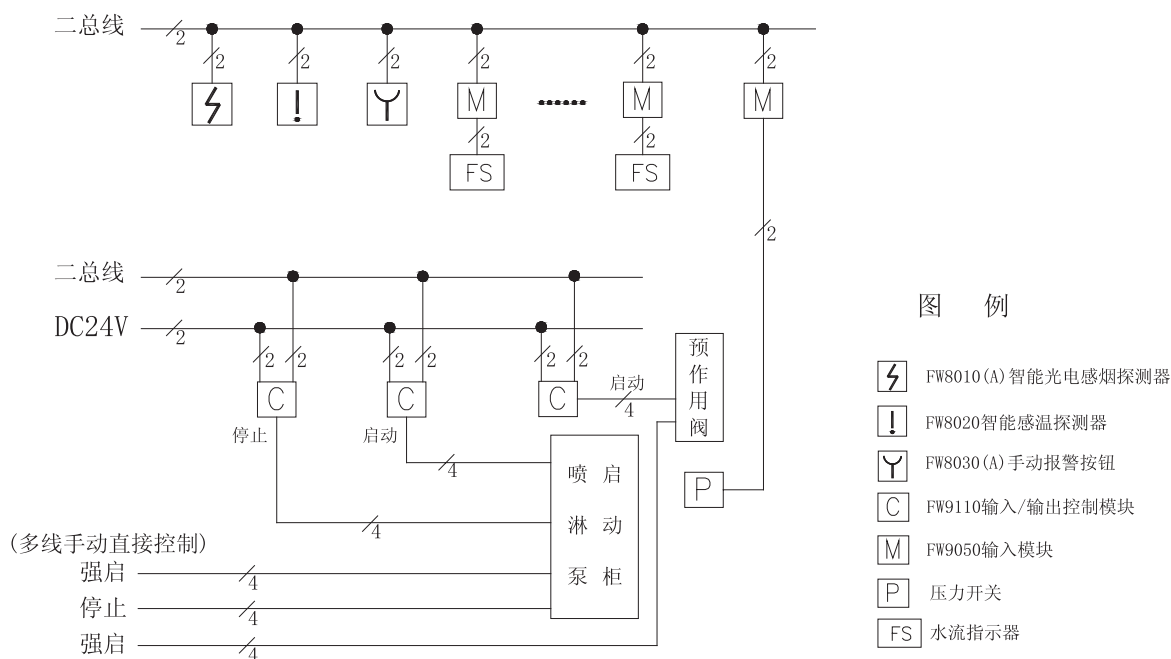 二总线
2
2 2 2 2 2 2
M M M
2 2
FS FS
2
二总线
2
DC24V
2
2 2 2 2 2 2
C C C
停止
启动
启动
4
预作用阀
4
喷淋泵
启动柜
4
P
(多线手动直接控制)
强启
4
停止
4
强启
4
图 例
FW8010(A)智能光电感烟探测器
FW8020智能感温探测器
FW8030(A)手动报警按钮
C FW9110输入/输出控制模块
M FW9050输入模块
P 压力开关
FS 水流指示器